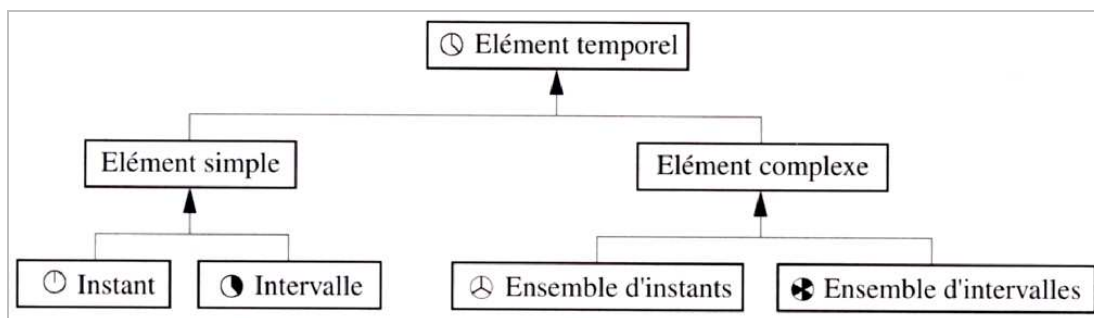 Elément temporel
Elément simple
Elément complexe
Instant
Intervalle
Ensemble d'instants
Ensemble d'intervalles